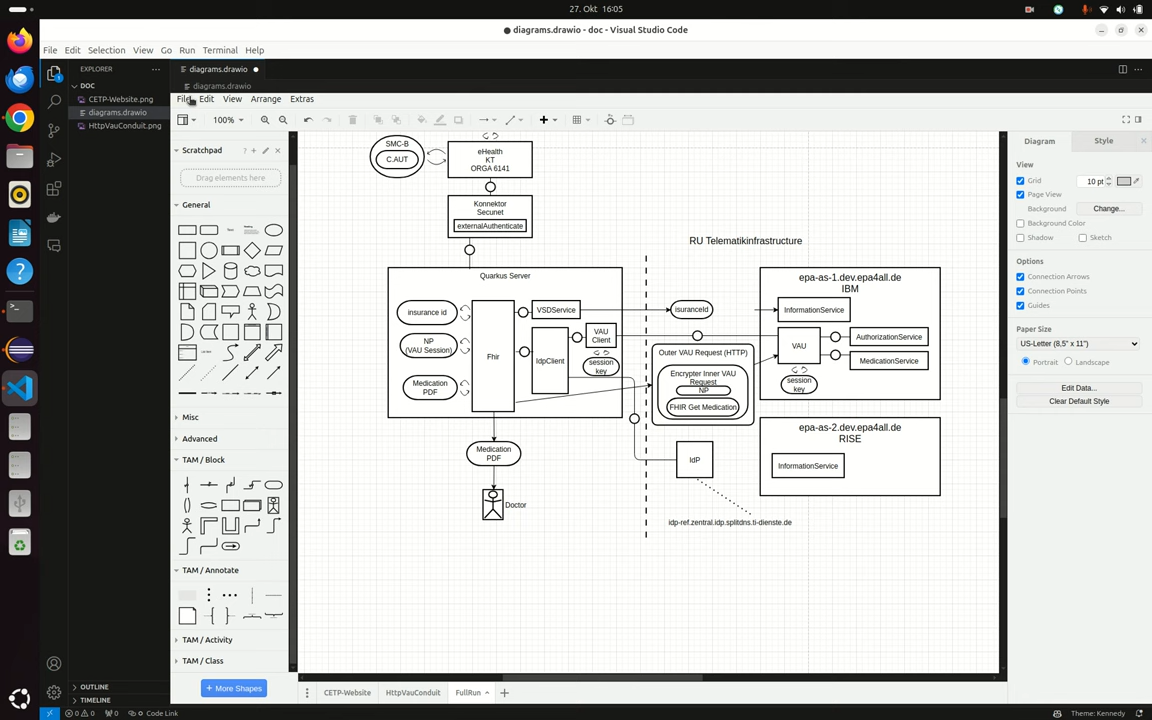 27. Okt 16:05
● diagrams.drawio - doc - Visual Studio Code
File Edit Selection View Go Run Terminal Help
EXPLORER
DOC
CETP-Website.png
diagrams.drawio
HttpVauConduit.png
OUTLINE
TIMELINE
diagrams.drawio
diagrams.drawio
File Edit View Arrange Extras
100%
Scratchpad
Drag elements here
General
Misc
Advanced
TAM / Block
TAM / Annotate
TAM / Activity
TAM / Class
+ More Shapes
SMC-B
C.AUT
eHealth
KT
ORGA 6141
Konnektor
Secunet
externalAuthenticate
Quarkus Server
insurance id
NP
(VAU Session)
Medication
PDF
Fhir
VSDService
IdpClient
VAU
Client
session
key
Medication
PDF
Doctor
RU Telematikinfrastructure
isuranceId
Outer VAU Request (HTTP)
Encrypter Inner VAU
Request
NP
FHIR Get Medication
IdP
idp-ref.zentral.idp.splitdns.ti-dienste.de
epa-as-1.dev.epa4all.de
IBM
InformationService
VAU
AuthorizationService
MedicationService
session
key
epa-as-2.dev.epa4all.de
RISE
InformationService
CETP-Website HttpVauConduit FullRun
Diagram Style
View
Grid 10 pt
Page View
Background Change...
Background Color
Shadow Sketch
Options
Connection Arrows
Connection Points
Guides
Paper Size
US-Letter (8,5" x 11")
Portrait Landscape
Edit Data...
Clear Default Style
0 0 0 Code Link
Theme: Kennedy